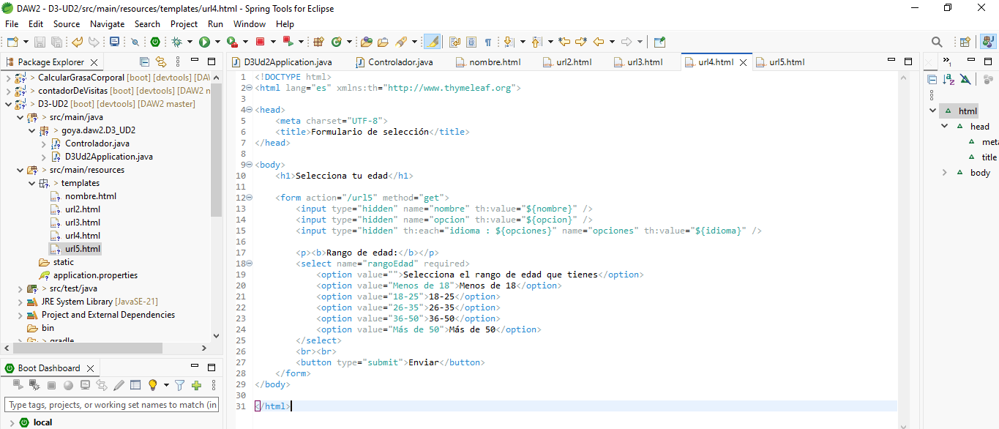 DAW2 - D3-UD2/src/main/resources/templates/url4.html - Spring Tools for Eclipse
File Edit Source Navigate Search Project Run Window Help
Package Explorer
CalcularGrasaCorporal [boot] [devtools] [DA
contadorDeVisitas [boot] [devtools] [DAW2 n
D3-UD2 [boot] [devtools] [DAW2 master]
src/main/java
goya.daw2.D3_UD2
Controlador.java
D3Ud2Application.java
src/main/resources
templates
nombre.html
url2.html
url3.html
url4.html
url5.html
static
application.properties
src/test/java
JRE System Library [JavaSE-21]
Project and External Dependencies
bin
gradle
Boot Dashboard
Type tags, projects, or working set names to match (in
local
D3Ud2Application.java Controlador.java nombre.html url2.html url3.html url4.html url5.html
1 <!DOCTYPE html>
2 <html lang="es" xmlns:th="http://www.thymeleaf.org">
3
4 <head>
5 <meta charset="UTF-8">
6 <title>Formulario de selección</title>
7 </head>
8
9 <body>
10 <h1>Selecciona tu edad</h1>
11
12 <form action="/url5" method="get">
13 <input type="hidden" name="nombre" th:value="${nombre}" />
14 <input type="hidden" name="opcion" th:value="${opcion}" />
15 <input type="hidden" th:each="idioma : ${opciones}" name="opciones" th:value="${idioma}" />
16
17 <p><b>Rango de edad:</b></p>
18 <select name="rangoEdad" required>
19 <option value="">Selecciona el rango de edad que tienes</option>
20 <option value="Menos de 18">Menos de 18</option>
21 <option value="18-25">18-25</option>
22 <option value="26-35">26-35</option>
23 <option value="36-50">36-50</option>
24 <option value="Más de 50">Más de 50</option>
25 </select>
26 <br><br>
27 <button type="submit">Enviar</button>
28 </form>
29 </body>
30
31 </html>
html
head
meta
title
body